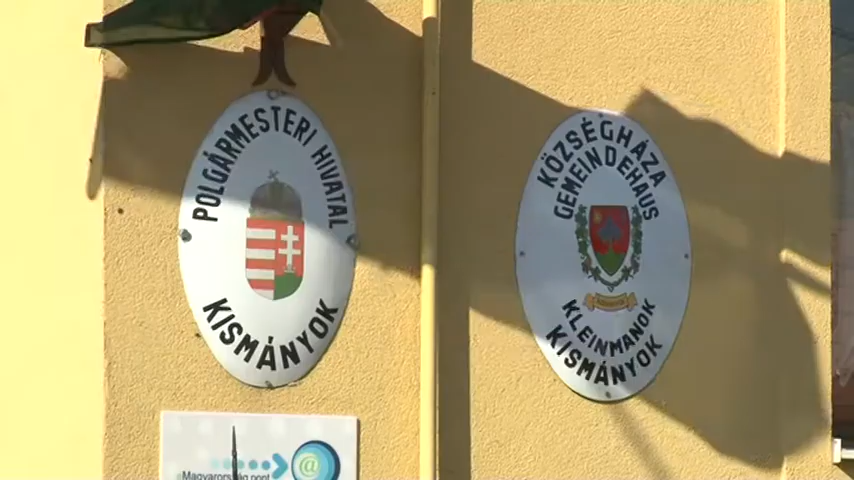 POLGÁRMESTERI HIVATAL
KISMÁNYOK
KÖZSÉGHÁZA
GEMEINDEHAUS
KLEINMANOK
KISMÁNYOK
Magyarország.pont
@